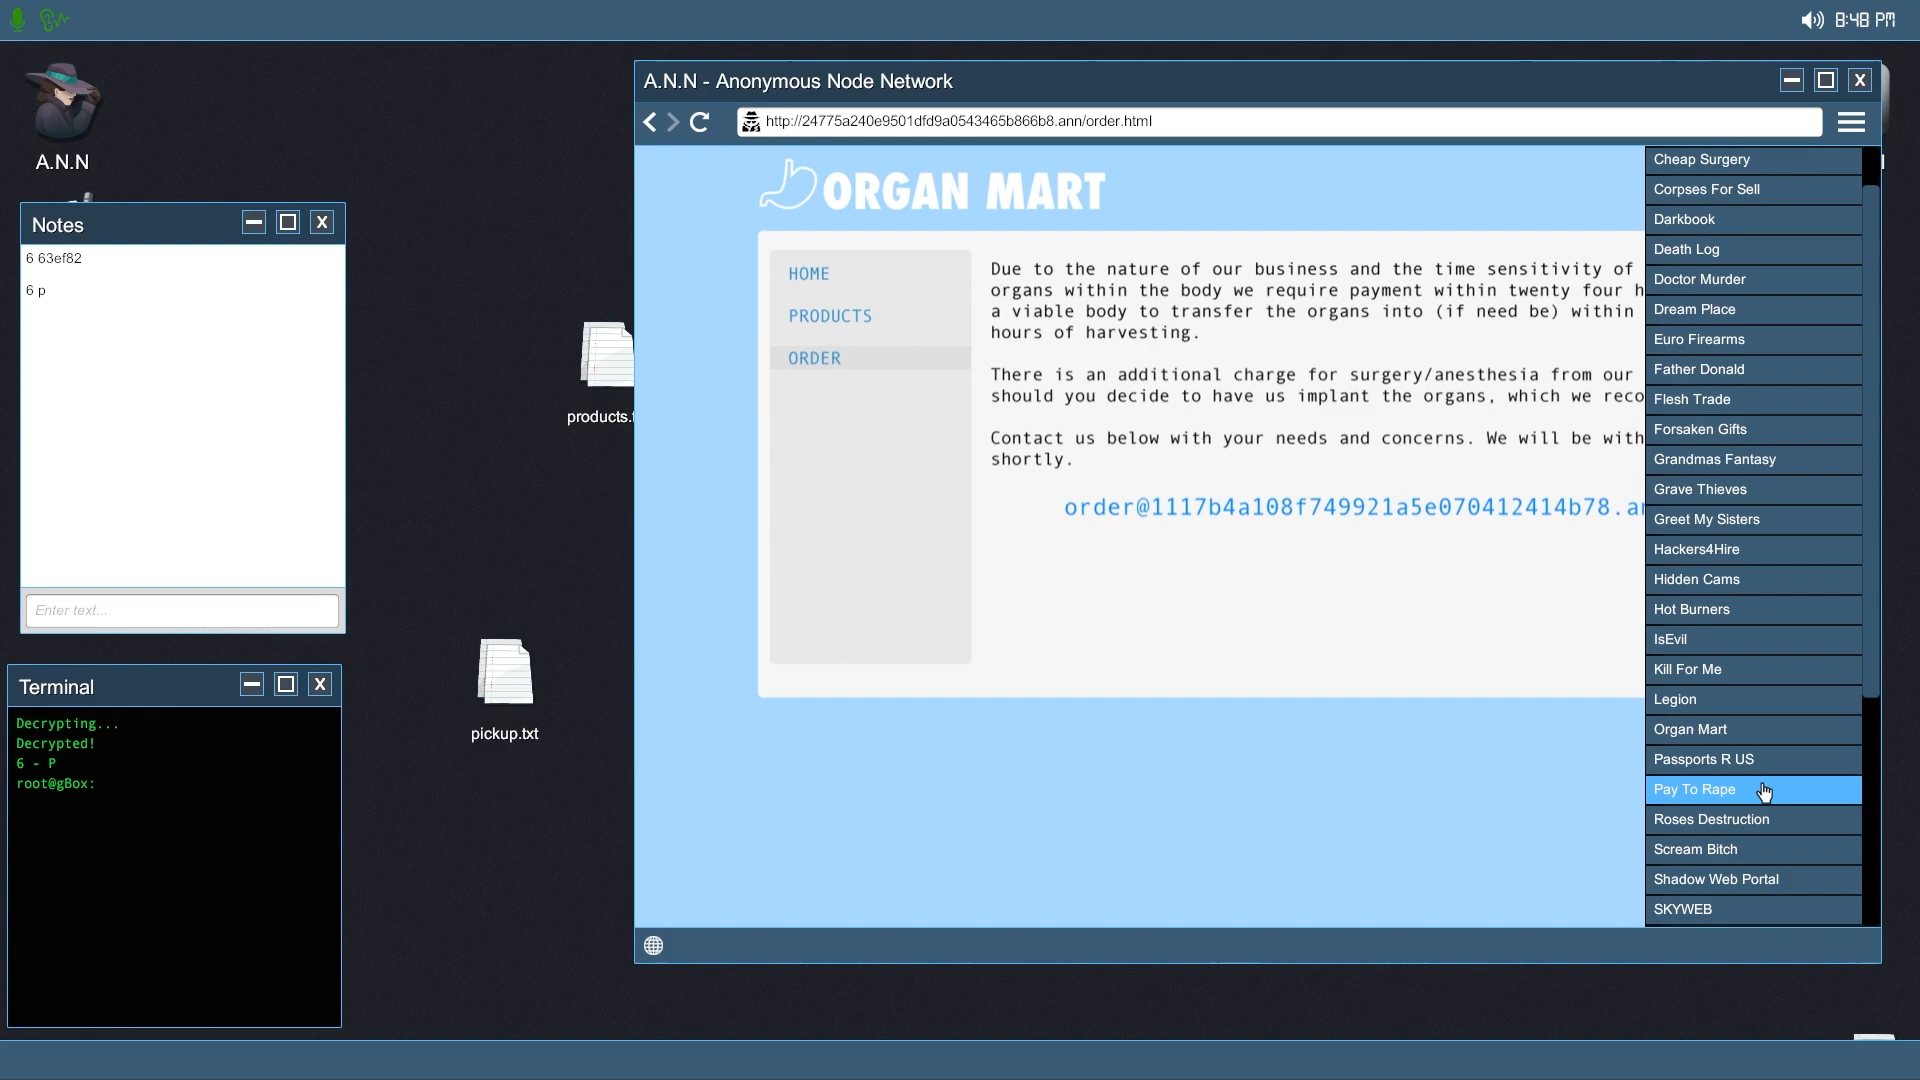 8:48 PM
A.N.N
Notes
6 63ef82
6 p
Enter text...
Terminal
Decrypting...
Decrypted!
6 - P
root@gBox:
products.
pickup.txt
A.N.N - Anonymous Node Network
http://24775a240e9501dfd9a0543465b866b8.ann/order.html
ORGAN MART
HOME
PRODUCTS
ORDER
Due to the nature of our business and the time sensitivity of
organs within the body we require payment within twenty four h
a viable body to transfer the organs into (if need be) within
hours of harvesting.
There is an additional charge for surgery/anesthesia from our
should you decide to have us implant the organs, which we reco
Contact us below with your needs and concerns. We will be with
shortly.
order@1117b4a108f749921a5e070412414b78.an
Cheap Surgery
Corpses For Sell
Darkbook
Death Log
Doctor Murder
Dream Place
Euro Firearms
Father Donald
Flesh Trade
Forsaken Gifts
Grandmas Fantasy
Grave Thieves
Greet My Sisters
Hackers4Hire
Hidden Cams
Hot Burners
IsEvil
Kill For Me
Legion
Organ Mart
Passports R US
Pay To Rape
Roses Destruction
Scream Bitch
Shadow Web Portal
SKYWEB